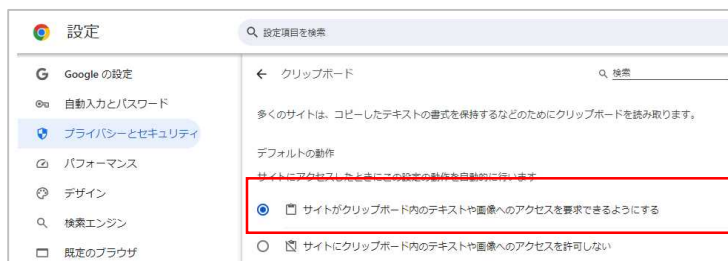 設定
設定項目を検索
Google の設定
クリップボード
検索
自動入力とパスワード
多くのサイトは、コピーしたテキストの書式を保持するなどのためにクリップボードを読み取ります。
プライバシーとセキュリティ
デフォルトの動作
パフォーマンス
サイトにアクセスしたときにこの設定の動作を自動的に行います
デザイン
サイトがクリップボード内のテキストや画像へのアクセスを要求できるようにする
検索エンジン
サイトにクリップボード内のテキストや画像へのアクセスを許可しない
既定のブラウザ